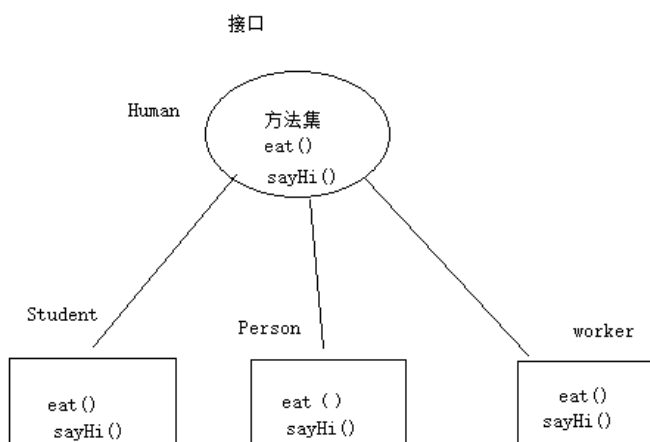 接口
Human
方法集
eat()
sayHi()
Student
Person
worker
eat()
sayHi()
eat ()
sayHi()
eat()
sayHi()